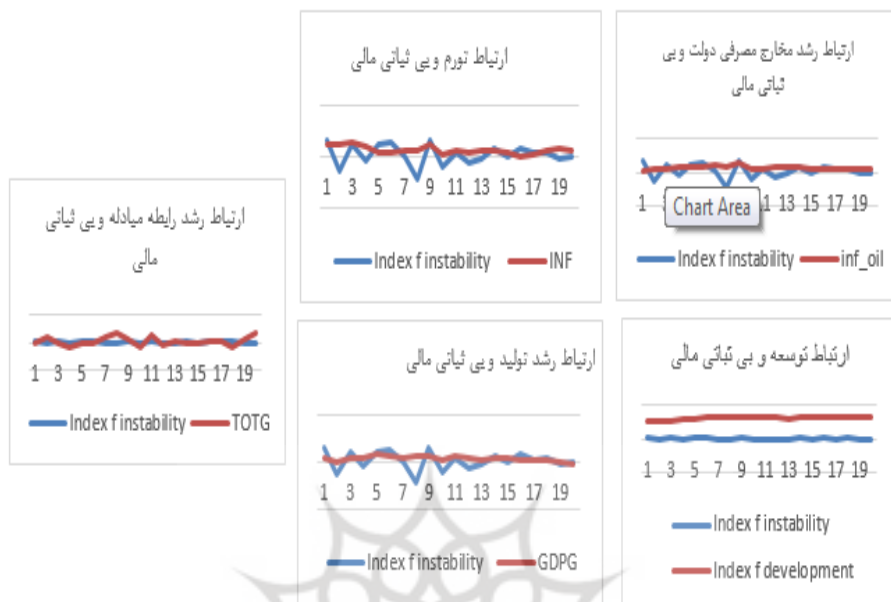 ارتباط رشد مخارج مصرفی دولت و بی
ثباتی مالی
1 11 13 15 17 19
Chart Area
Index f instability inf_oil
ارتباط تورم و بی ثباتی مالی
1 3 5 7 9 11 13 15 17 19
Index f instability INF
ارتباط رشد رابطه مبادله و بی ثباتی
مالی
1 3 5 7 9 11 13 15 17 19
Index f instability TOTG
ارتباط توسعه و بی ثباتی مالی
1 3 5 7 9 11 13 15 17 19
Index f instability
Index f development
ارتباط رشد تولید و بی ثباتی مالی
1 3 5 7 9 11 13 15 17 19
Index f instability GDPG